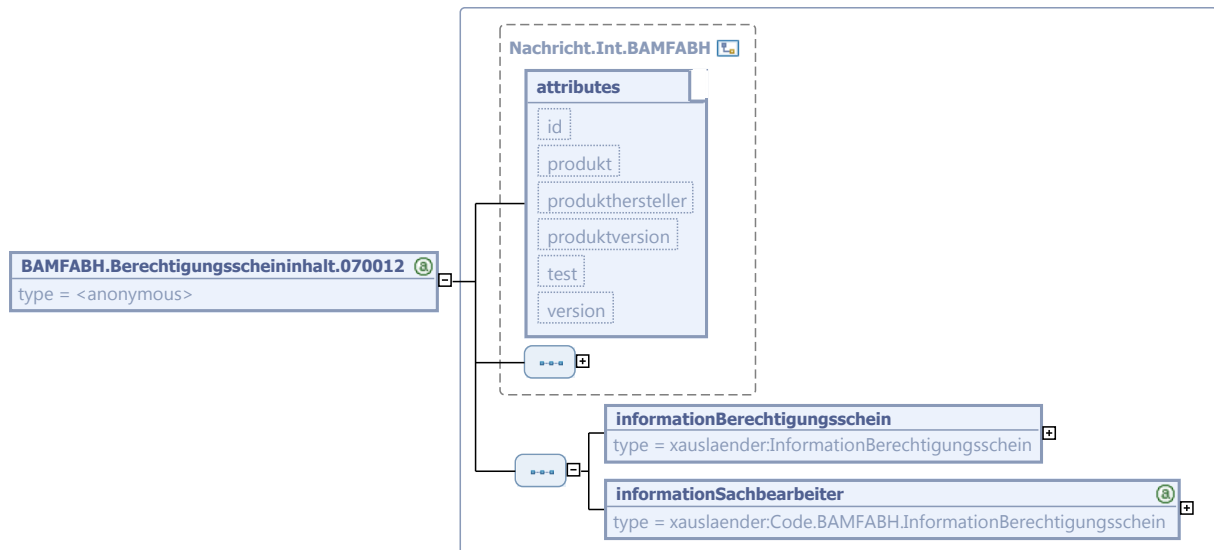 Nachricht.Int.BAMFABH
attributes
id
produkt
produkthersteller
produktversion
test
version
BAMFABH.Berechtigungsscheininhalt.070012 a
type = <anonymous>
informationBerechtigungsschein
type = xauslaender:InformationBerechtigungsschein
informationSachbearbeiter a
type = xauslaender:Code.BAMFABH.InformationBerechtigungsschein